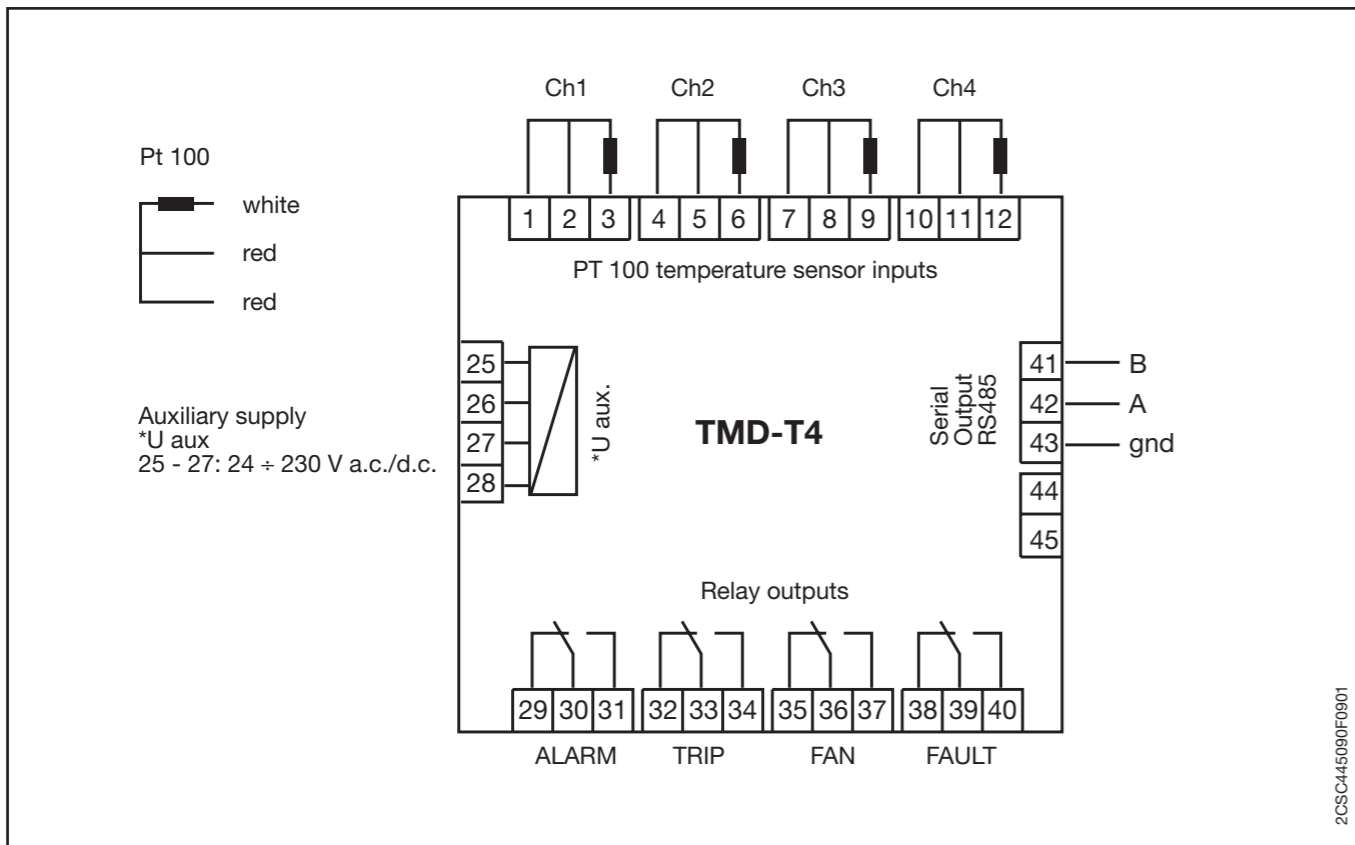 Ch1 Ch2 Ch3 Ch4
Pt 100
white
red
red
1 2 3 4 5 6 7 8 9 10 11 12
PT 100 temperature sensor inputs
25
26
27
28
*U aux.
Auxiliary supply
*U aux
25 - 27: 24 ÷ 230 V a.c./d.c.
TMD-T4
Serial
Output
RS485
41 B
42 A
43 gnd
44
45
Relay outputs
29 30 31 32 33 34 35 36 37 38 39 40
ALARM TRIP FAN FAULT
2CSC445090F0901